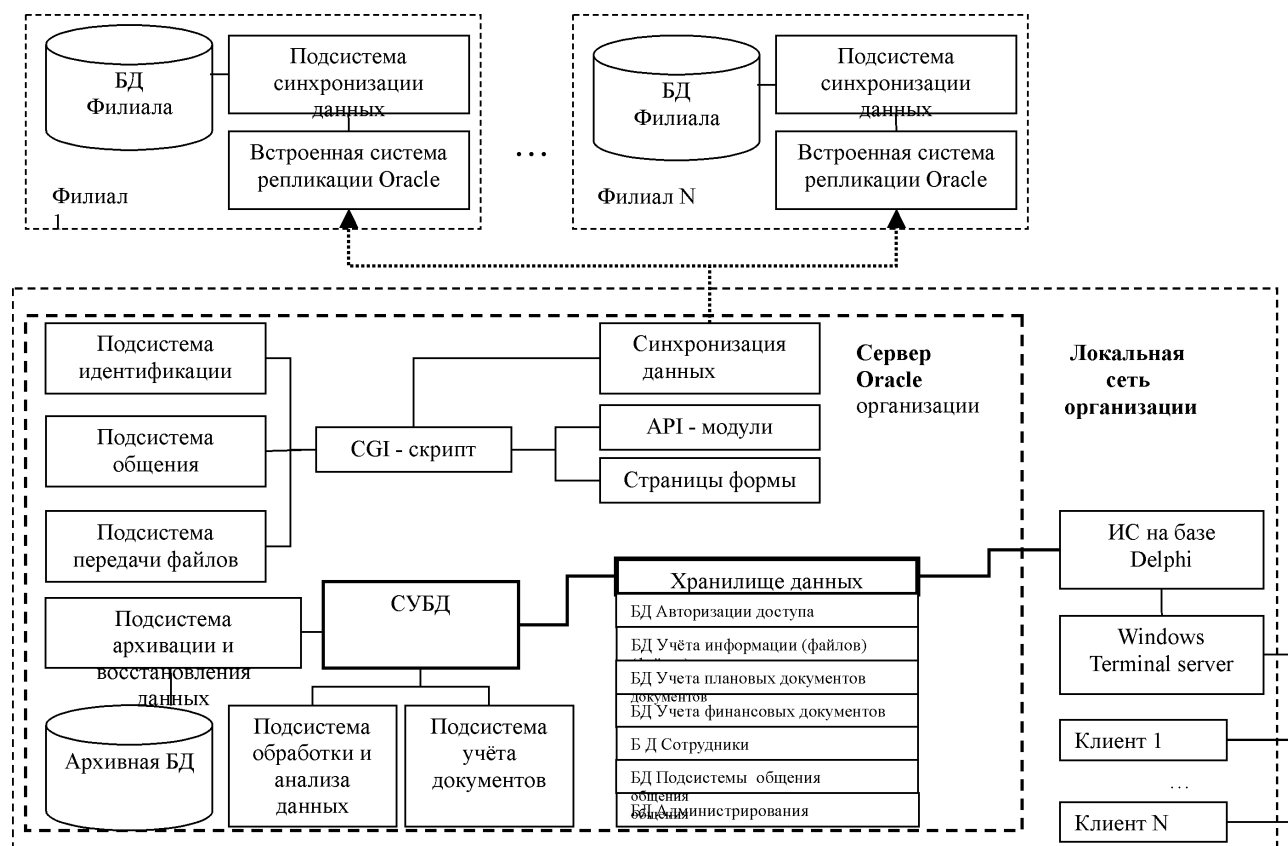 БД
Филиала
Подсистема
синхронизации
данных
Встроенная система
репликации Oracle
Филиал
1
...
БД
Филиала
Подсистема
синхронизации
данных
Встроенная система
репликации Oracle
Филиал N
Подсистема
идентификации
Подсистема
общения
Подсистема
передачи файлов
CGI - скрипт
Синхронизация
данных
API - модули
Страницы формы
Сервер
Oracle
организации
Локальная
сеть
организации
Подсистема
архивации и
восстановления
данных
Архивная БД
СУБД
Подсистема
обработки и
анализа
данных
Подсистема
учёта
документов
Хранилище данных
БД Авторизации доступа
БД Учёта информации (файлов)
БД Учета плановых документов
документов
БД Учета финансовых документов
Б Д Сотрудники
БД Подсистемы общения
общения
общения
БД Администрирования
ИС на базе
Delphi
Windows
Terminal server
Клиент 1
...
Клиент N